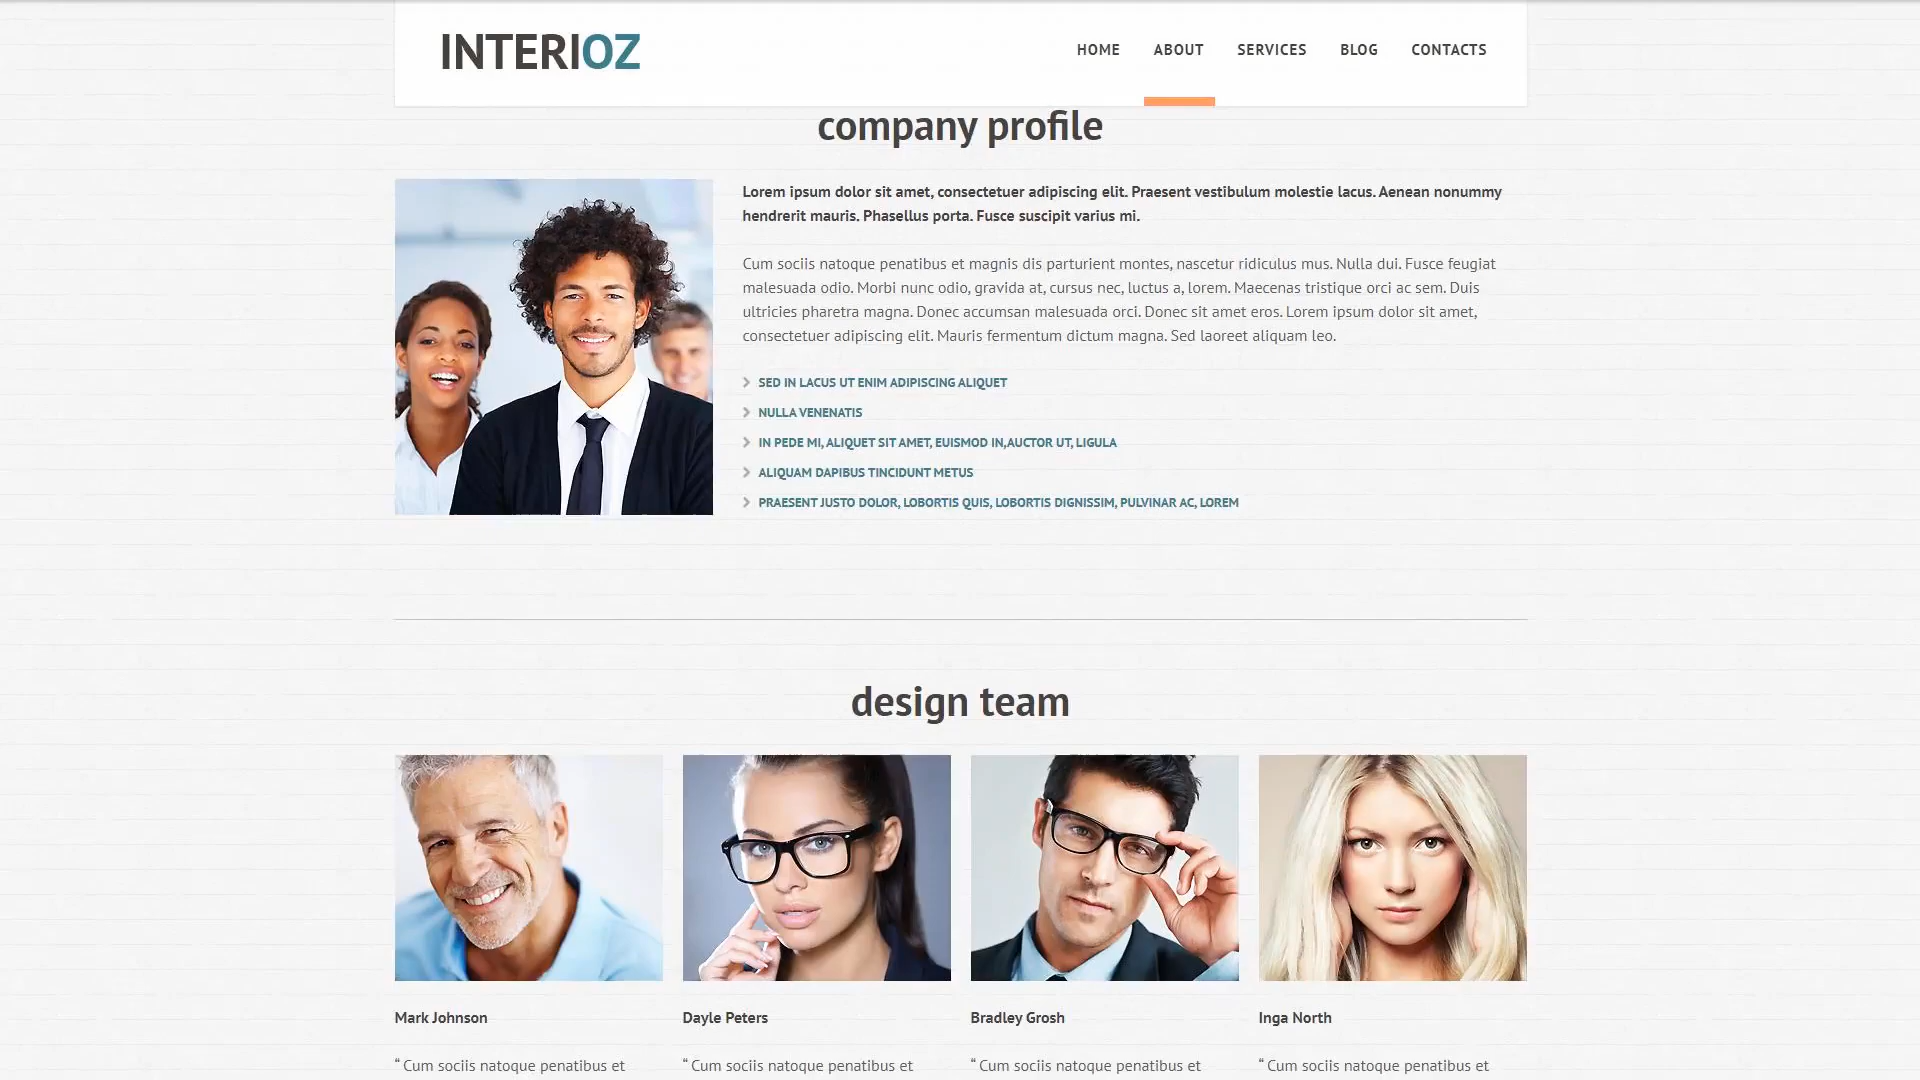 INTERIOZ
HOME ABOUT SERVICES BLOG CONTACTS
company profile
Lorem ipsum dolor sit amet, consectetuer adipiscing elit. Praesent vestibulum molestie lacus. Aenean nonummy
hendrerit mauris. Phasellus porta. Fusce suscipit varius mi.
Cum sociis natoque penatibus et magnis dis parturient montes, nascetur ridiculus mus. Nulla dui. Fusce feugiat
malesuada odio. Morbi nunc odio, gravida at, cursus nec, luctus a, lorem. Maecenas tristique orci ac sem. Duis
ultricies pharetra magna. Donec accumsan malesuada orci. Donec sit amet eros. Lorem ipsum dolor sit amet,
consectetuer adipiscing elit. Mauris fermentum dictum magna. Sed laoreet aliquam leo.
SED IN LACUS UT ENIM ADIPISCING ALIQUET
NULLA VENENATIS
IN PEDE MI, ALIQUET SIT AMET, EUISMOD IN,AUCTOR UT, LIGULA
ALIQUAM DAPIBUS TINCIDUNT METUS
PRAESENT JUSTO DOLOR, LOBORTIS QUIS, LOBORTIS DIGNISSIM, PULVINAR AC, LOREM
design team
Mark Johnson
“ Cum sociis natoque penatibus et
Dayle Peters
“ Cum sociis natoque penatibus et
Bradley Grosh
“ Cum sociis natoque penatibus et
Inga North
“ Cum sociis natoque penatibus et